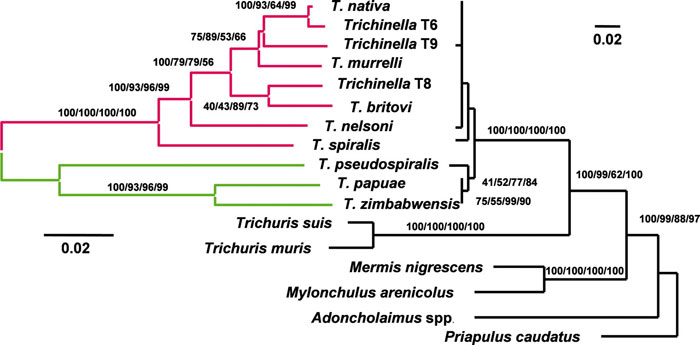 100/93/64/99
T. nativa
75/89/53/66
Trichinella T6
0.02
Trichinella T9
100/79/79/56
T. murrelli
100/93/96/99
Trichinella T8
40/43/89/73
T. britovi
100/100/100/100
T. nelsoni
100/100/100/100
T. spiralis
T. pseudospiralis
100/93/96/99
T. papuae
41/52/77/84
100/99/62/100
T. zimbabwensis
75/55/99/90
0.02
Trichuris suis
100/100/100/100
100/99/88/97
Trichuris muris
Mermis nigrescens
100/100/100/100
Mylonchulus arenicolus
Adoncholaimus spp.
Priapulus caudatus